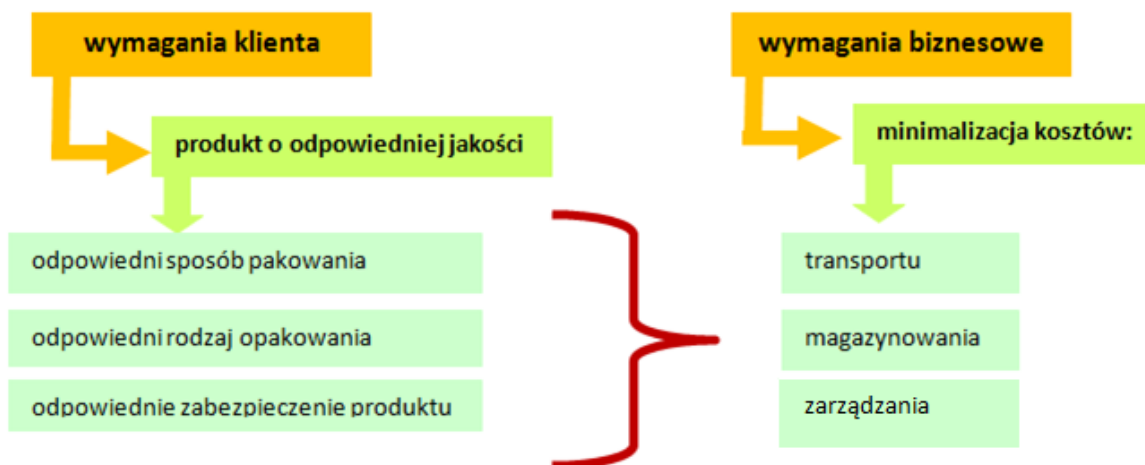 wymagania klienta
produkt o odpowiedniej jakości
odpowiedni sposób pakowania
odpowiedni rodzaj opakowania
odpowiednie zabezpieczenie produktu
wymagania biznesowe
minimalizacja kosztów:
transportu
magazynowania
zarządzania